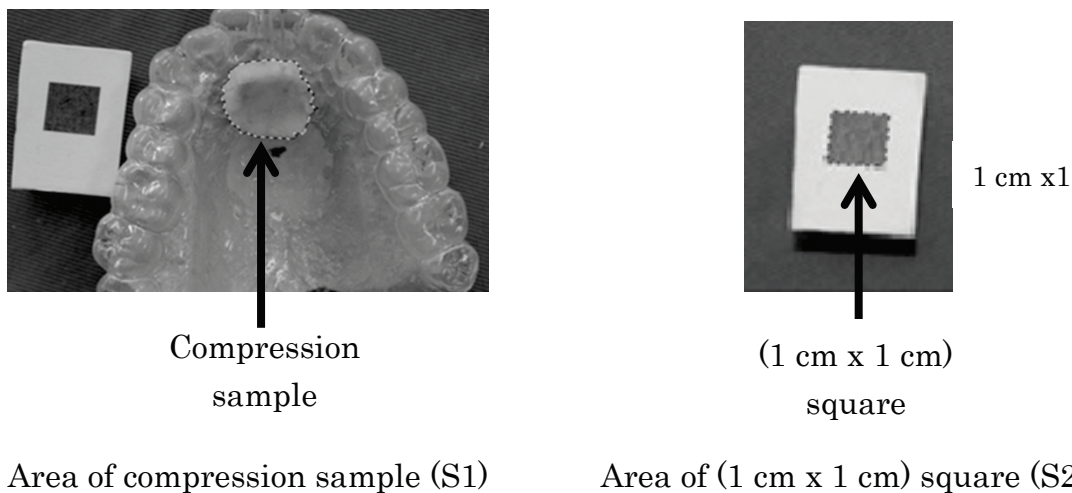 1 cm x1
Compression
sample
(1 cm x 1 cm)
square
Area of compression sample (S1)
Area of (1 cm x 1 cm) square (S2